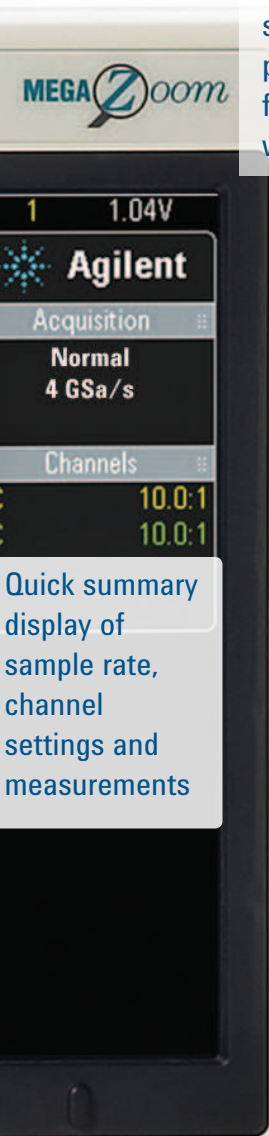 MEGA Zoom
1 1.04V
Agilent
Acquisition
Normal
4 GSa/s
Channels
10.0:1
10.0:1
Quick summary
display of
sample rate,
channel
settings and
measurements